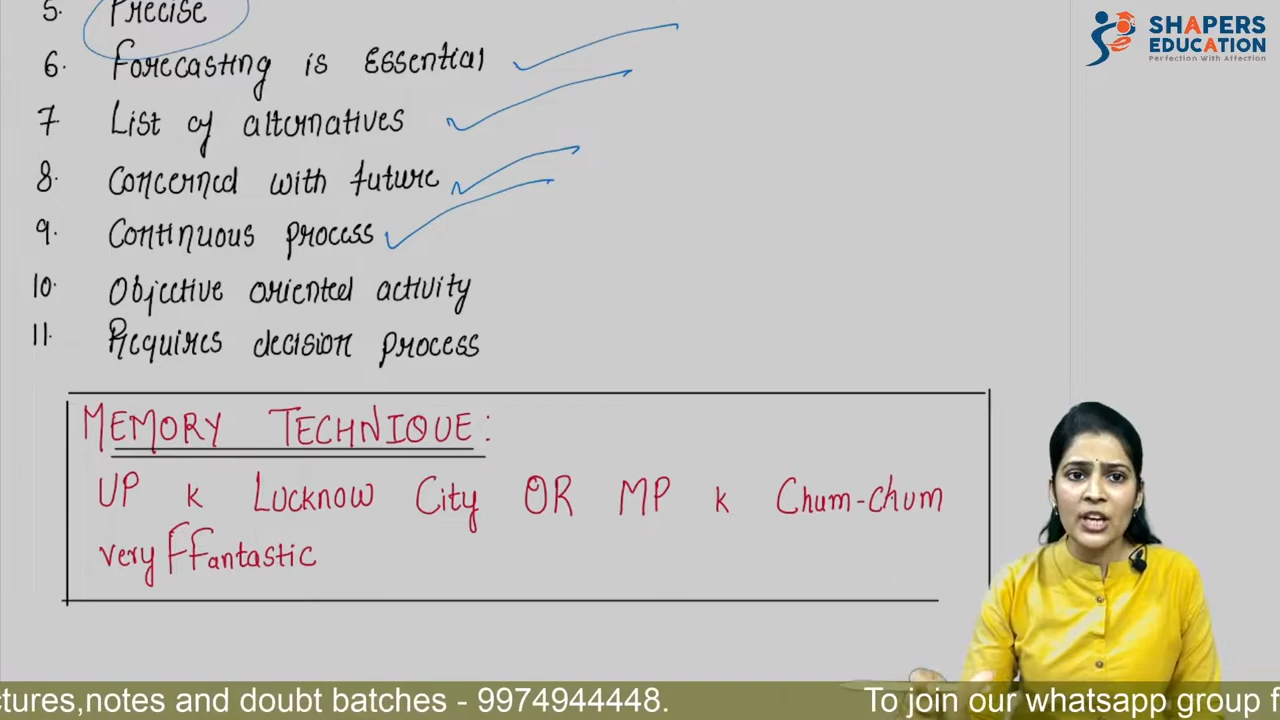 5. Precise
SHAPERS
EDUCATION
Perfection With Affection
6. Forecasting is Essential
7 List of alternatives
8. Concerned with future
9. Continuous process
10. Objective oriented activity
11. Requires decision process
MEMORY TECHNIQUE:
UP k Lucknow City OR MP k Chum-chum
very ffantastic
ctures,notes and doubt batches - 9974944448. To join our whatsapp group f